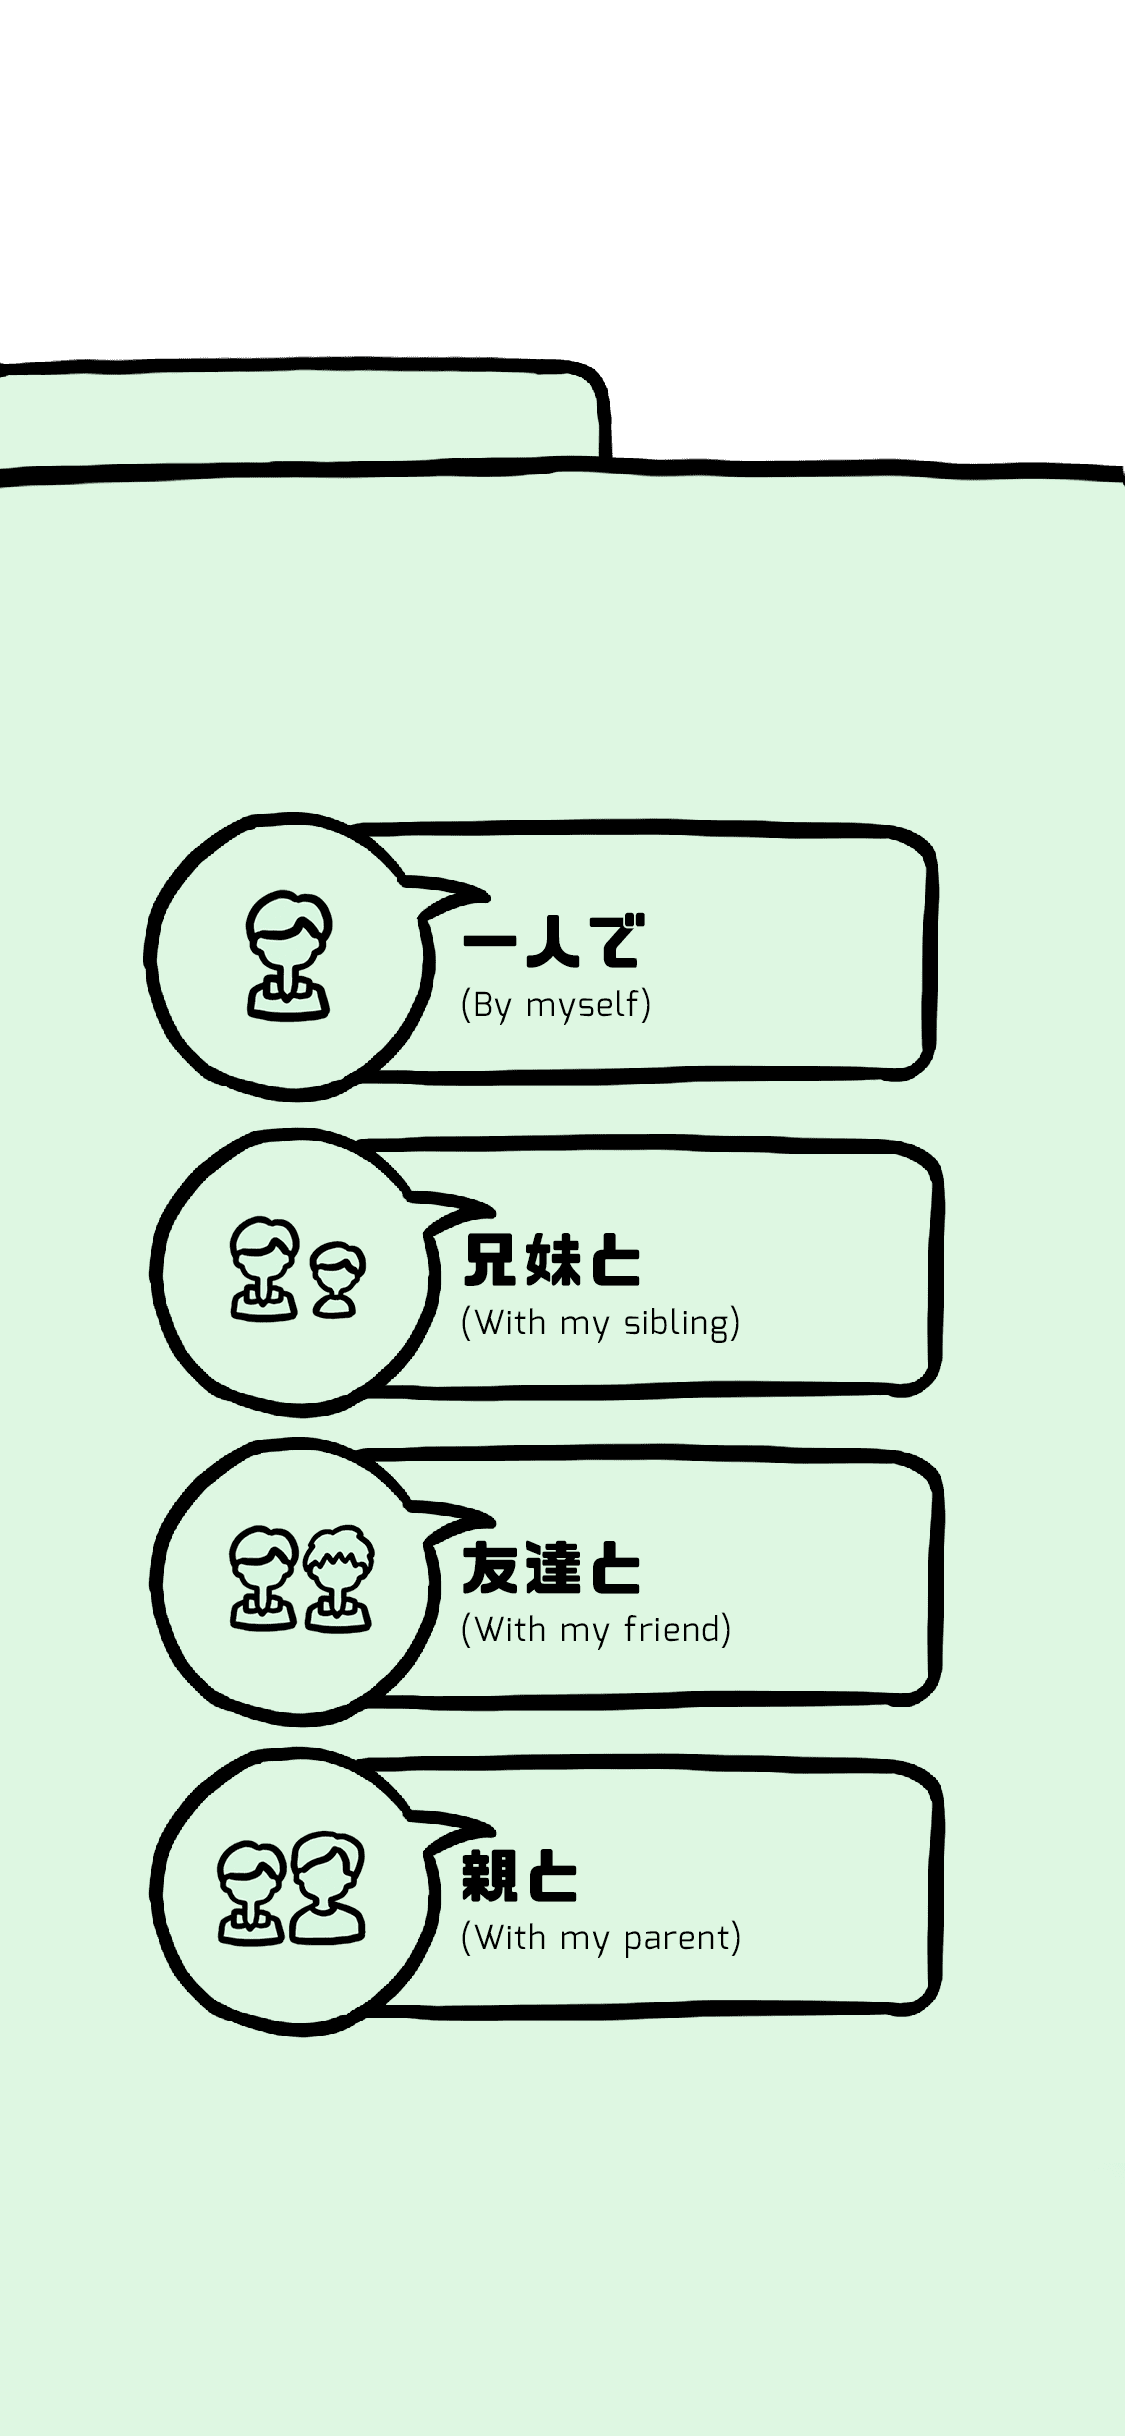 一人で
(By myself)
兄妹と
(With my sibling)
友達と
(With my friend)
親と
(With my parent)